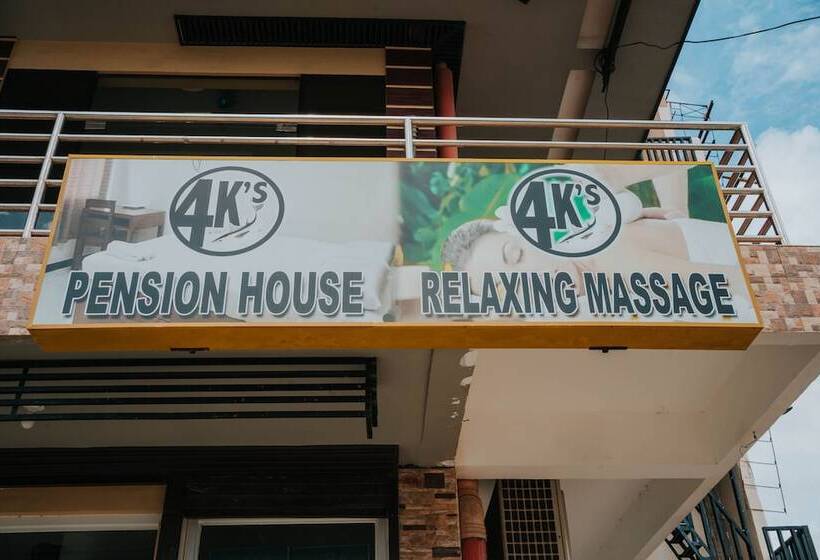 4K's
PENSION HOUSE
4K's
RELAXING MASSAGE